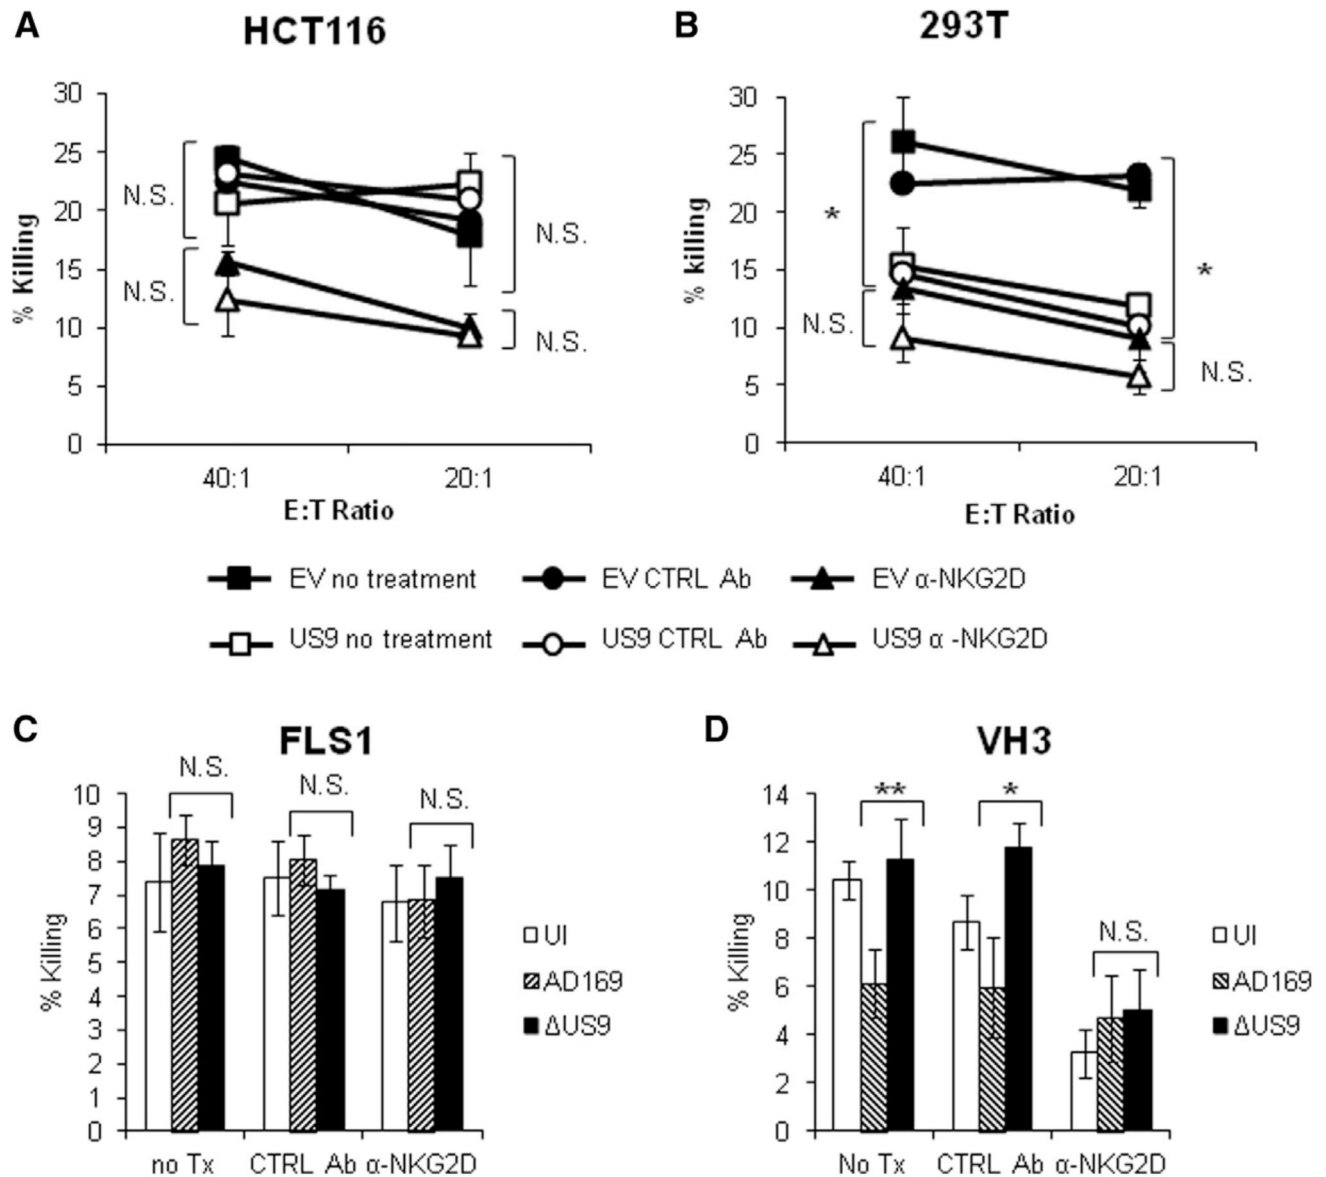 A
HCT116
B
293T
% Killing
30
25
20
15
10
5
0
N.S.
N.S.
N.S.
N.S.
40:1
20:1
E:T Ratio
% killing
30
25
20
15
10
5
0
*
N.S.
*
N.S.
40:1
20:1
E:T Ratio
EV no treatment
EV CTRL Ab
EV α-NKG2D
US9 no treatment
US9 CTRL Ab
US9 α -NKG2D
C
FLS1
% Killing
10
9
8
7
6
5
4
3
2
1
0
N.S.
N.S.
N.S.
no Tx
CTRL Ab
α-NKG2D
UI
AD169
ΔUS9
D
VH3
% Killing
14
12
10
8
6
4
2
0
**
*
N.S.
No Tx
CTRL Ab
α-NKG2D
UI
AD169
ΔUS9